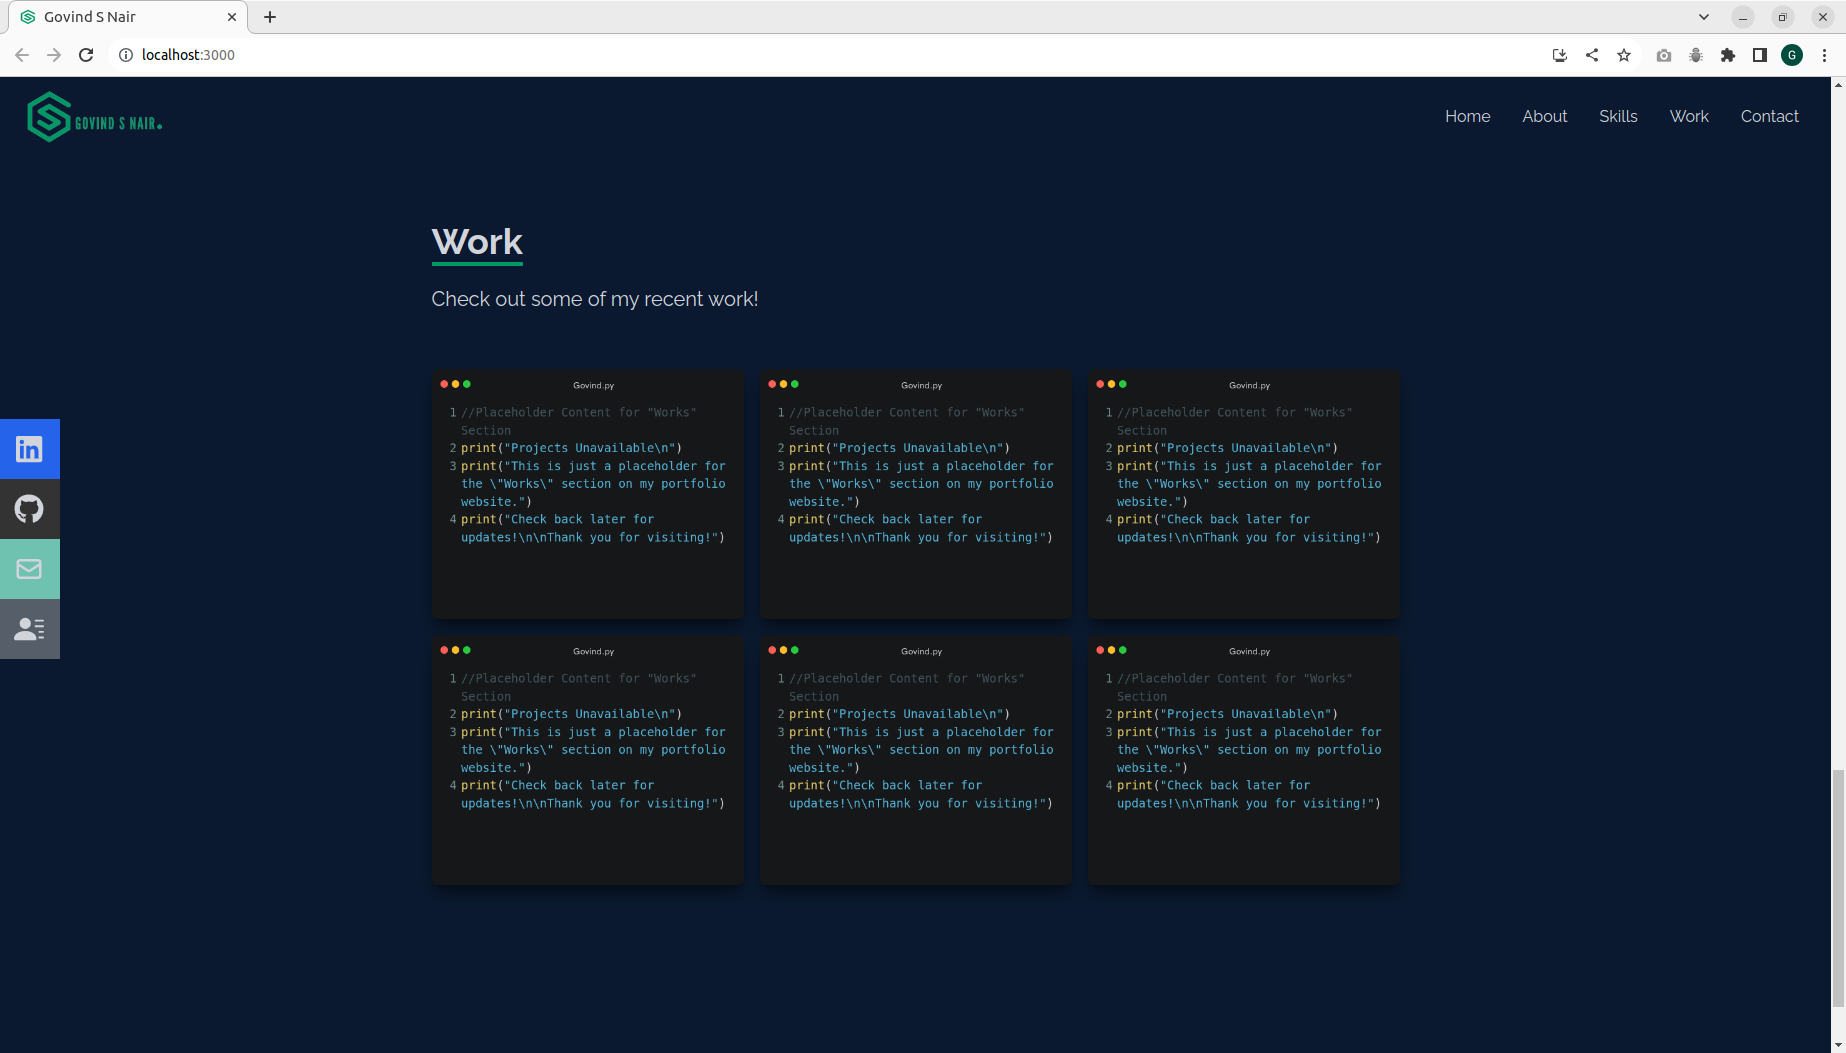 Govind S Nair
localhost:3000
G
GOVIND S NAIR.
Home About Skills Work Contact
Work
Check out some of my recent work!
in
Govind.py
1 //Placeholder Content for "Works"
Section
2 print("Projects Unavailable\n")
3 print("This is just a placeholder for
the \"Works\" section on my portfolio
website.")
4 print("Check back later for
updates!\n\nThank you for visiting!")
Govind.py
1 //Placeholder Content for "Works"
Section
2 print("Projects Unavailable\n")
3 print("This is just a placeholder for
the \"Works\" section on my portfolio
website.")
4 print("Check back later for
updates!\n\nThank you for visiting!")
Govind.py
1 //Placeholder Content for "Works"
Section
2 print("Projects Unavailable\n")
3 print("This is just a placeholder for
the \"Works\" section on my portfolio
website.")
4 print("Check back later for
updates!\n\nThank you for visiting!")
Govind.py
1 //Placeholder Content for "Works"
Section
2 print("Projects Unavailable\n")
3 print("This is just a placeholder for
the \"Works\" section on my portfolio
website.")
4 print("Check back later for
updates!\n\nThank you for visiting!")
Govind.py
1 //Placeholder Content for "Works"
Section
2 print("Projects Unavailable\n")
3 print("This is just a placeholder for
the \"Works\" section on my portfolio
website.")
4 print("Check back later for
updates!\n\nThank you for visiting!")
Govind.py
1 //Placeholder Content for "Works"
Section
2 print("Projects Unavailable\n")
3 print("This is just a placeholder for
the \"Works\" section on my portfolio
website.")
4 print("Check back later for
updates!\n\nThank you for visiting!")